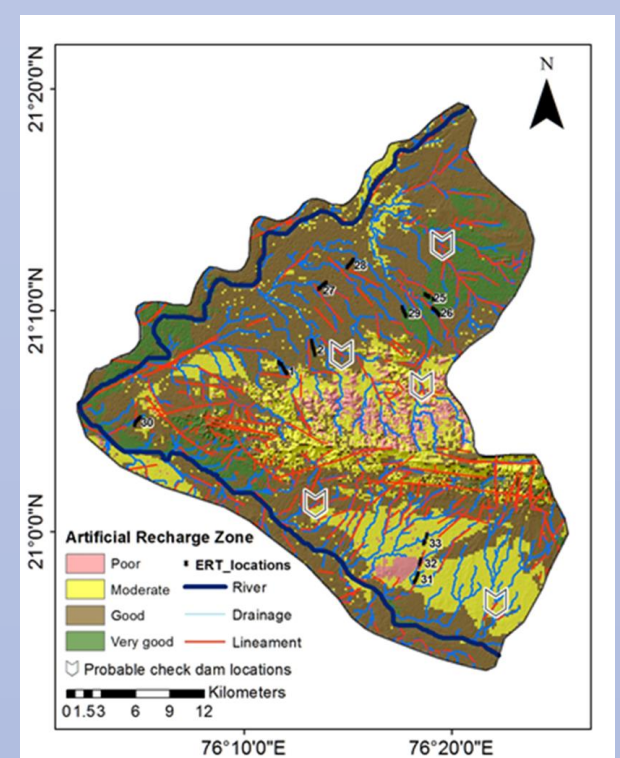 N
21°20'0"N
21°10'0"N
21°0'0"N
28
27
25
29
26
2
1
30
33
32
31
Artificial Recharge Zone
Poor
Moderate
Good
Very good
ERT_locations
River
Drainage
Lineament
Probable check dam locations
Kilometers
0 1.5 3 6 9 12
76°10'0"E 76°20'0"E